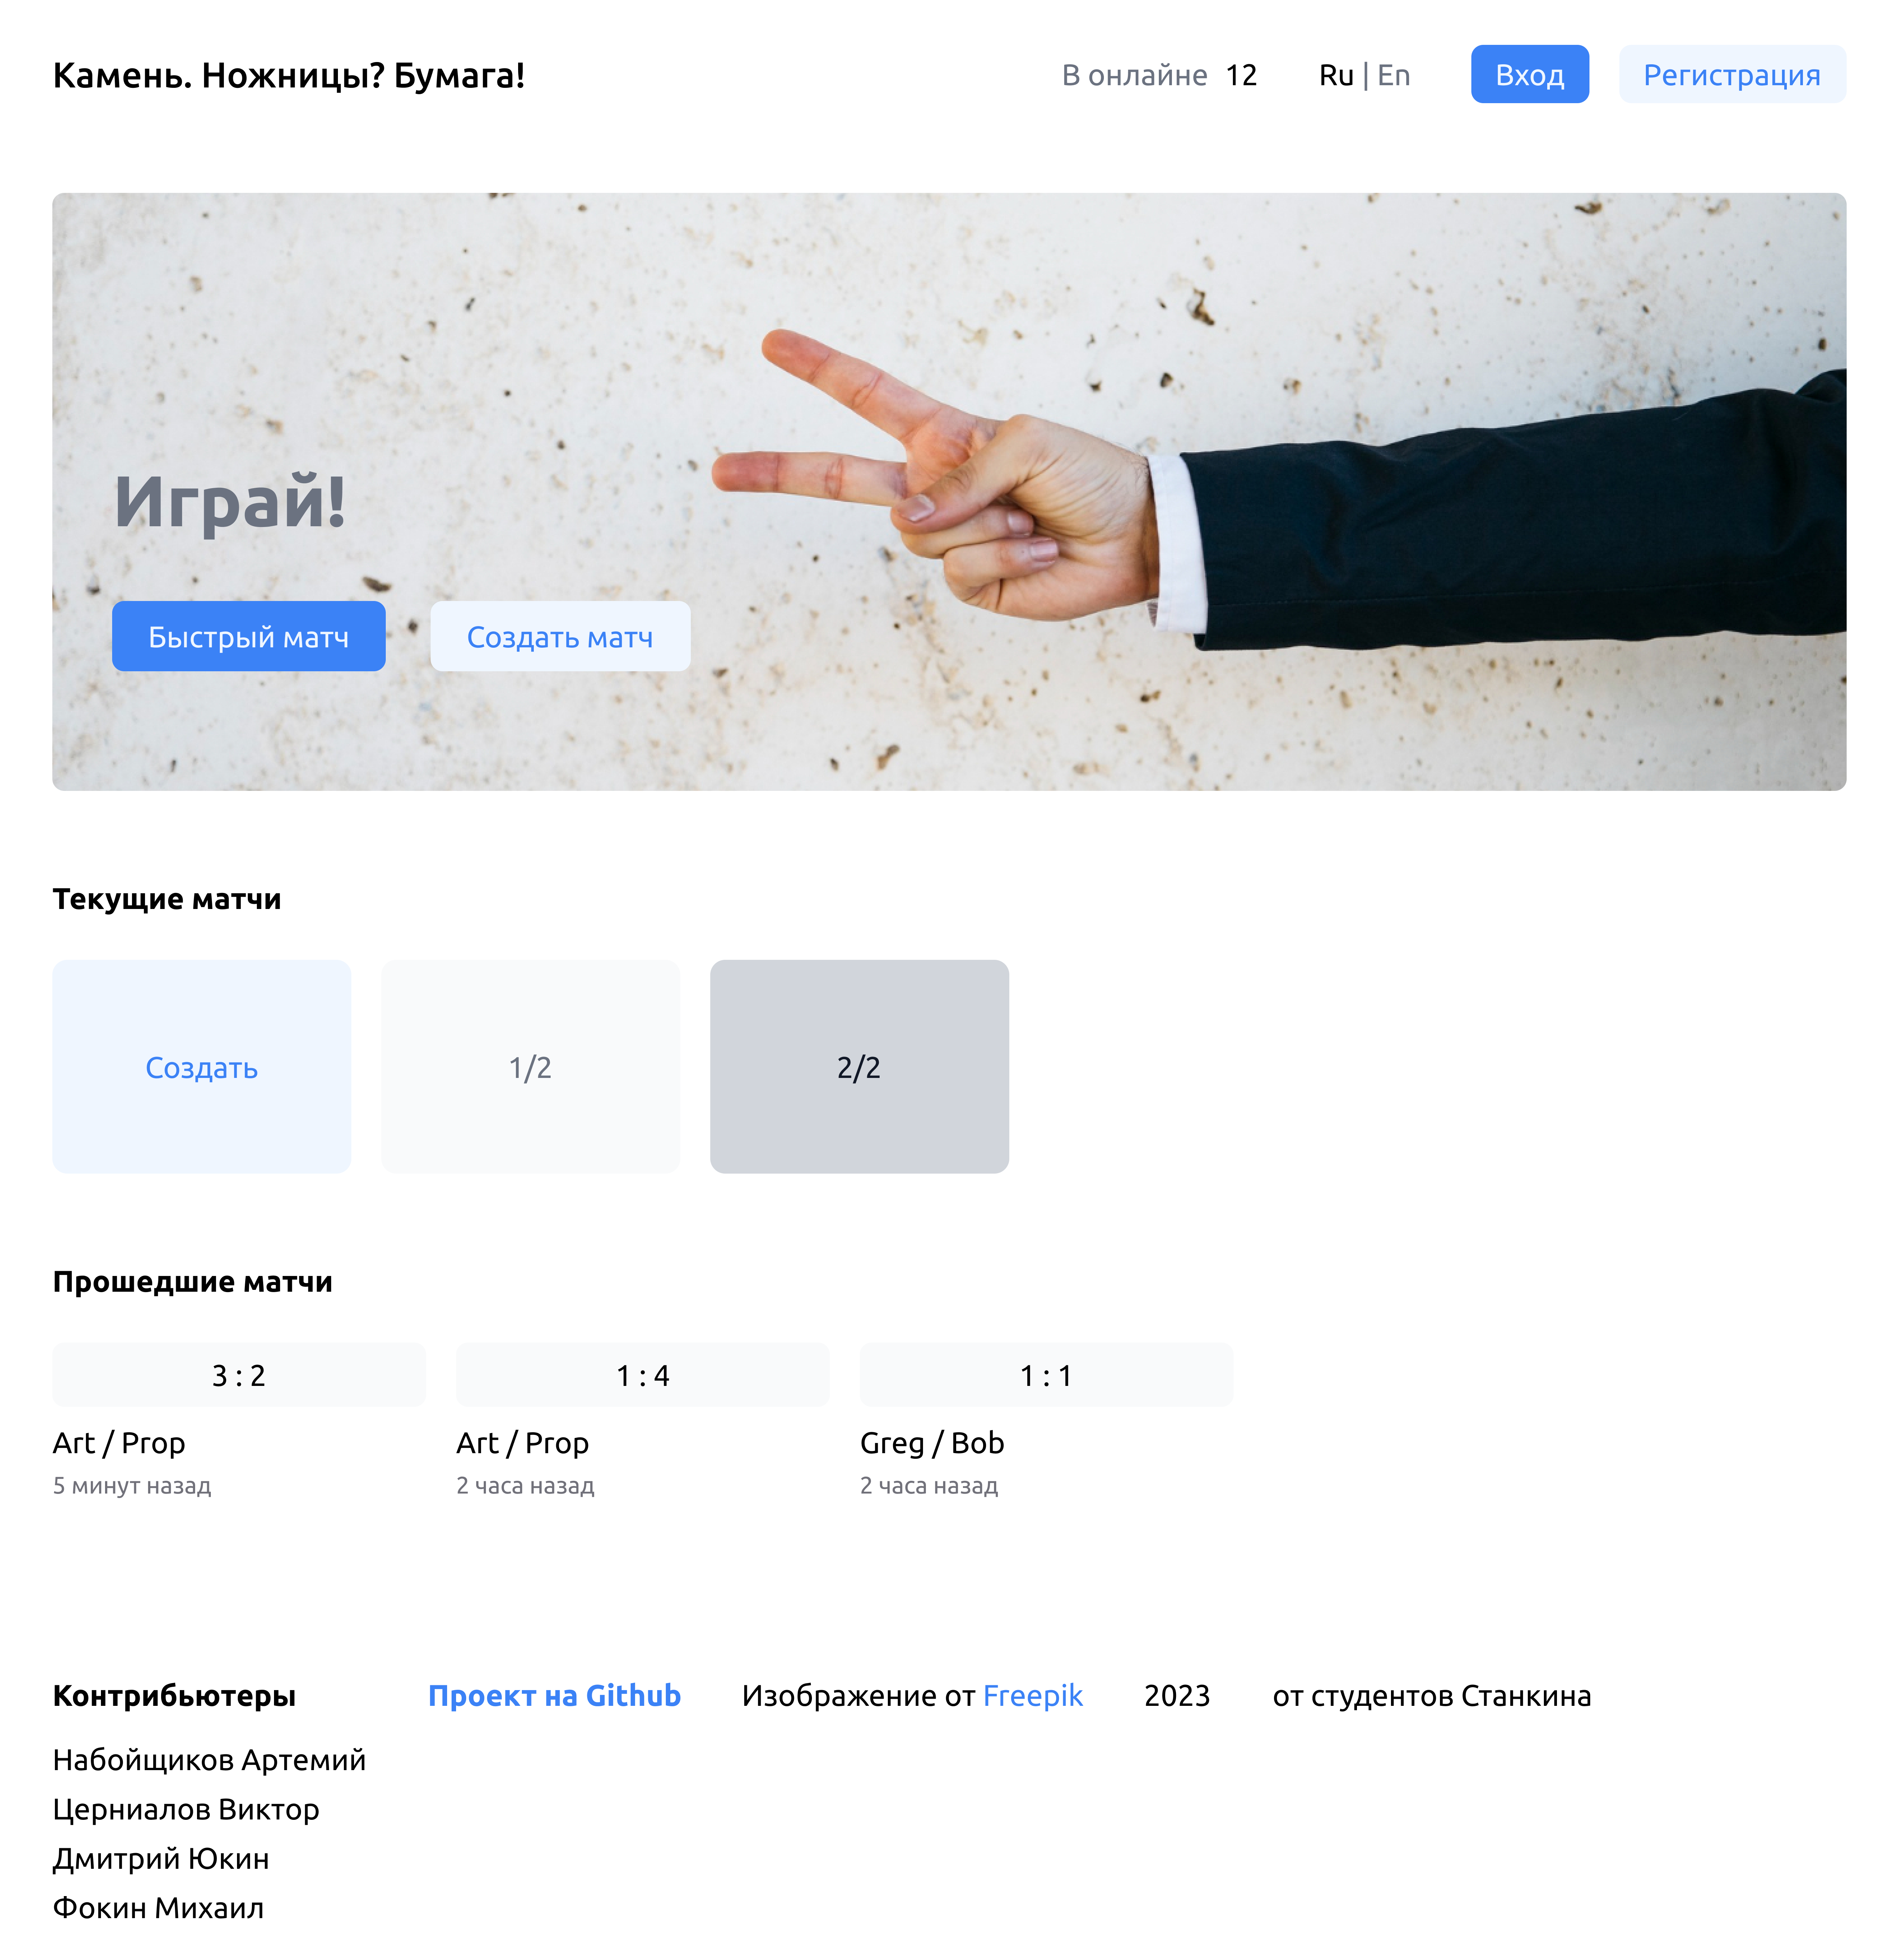 Камень. Ножницы? Бумага!
В онлайне 12
Ru | En
Вход
Регистрация
Играй!
Быстрый матч
Создать матч
Текущие матчи
Создать
1/2
2/2
Прошедшие матчи
3 : 2
Art / Prop
5 минут назад
1 : 4
Art / Prop
2 часа назад
1 : 1
Greg / Bob
2 часа назад
Контрибьютеры
Набойщиков Артемий
Церниалов Виктор
Дмитрий Юкин
Фокин Михаил
Проект на Github
Изображение от Freepik
2023
от студентов Станкина